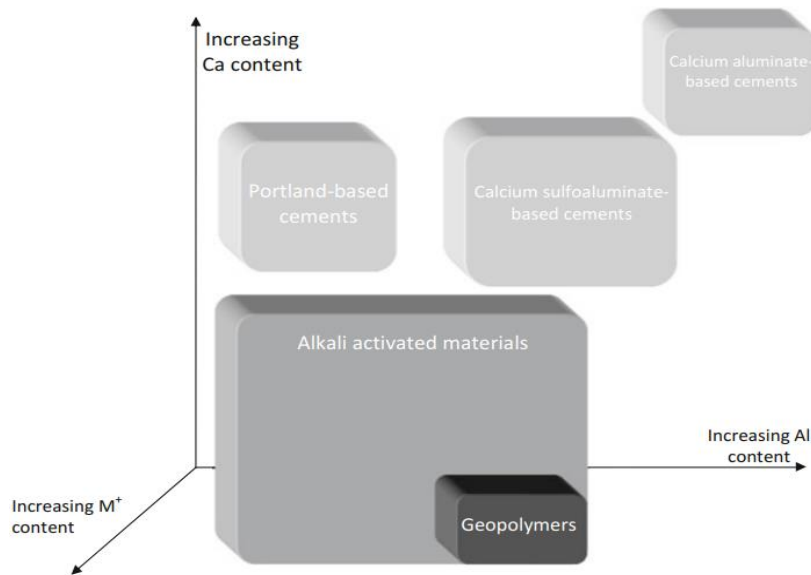 Increasing
Ca content
Calcium aluminate-
based cements
Portland-based
cements
Calcium sulfoaluminate-
based cements
Alkali activated materials
Increasing Al
content
Increasing M⁺
content
Geopolymers